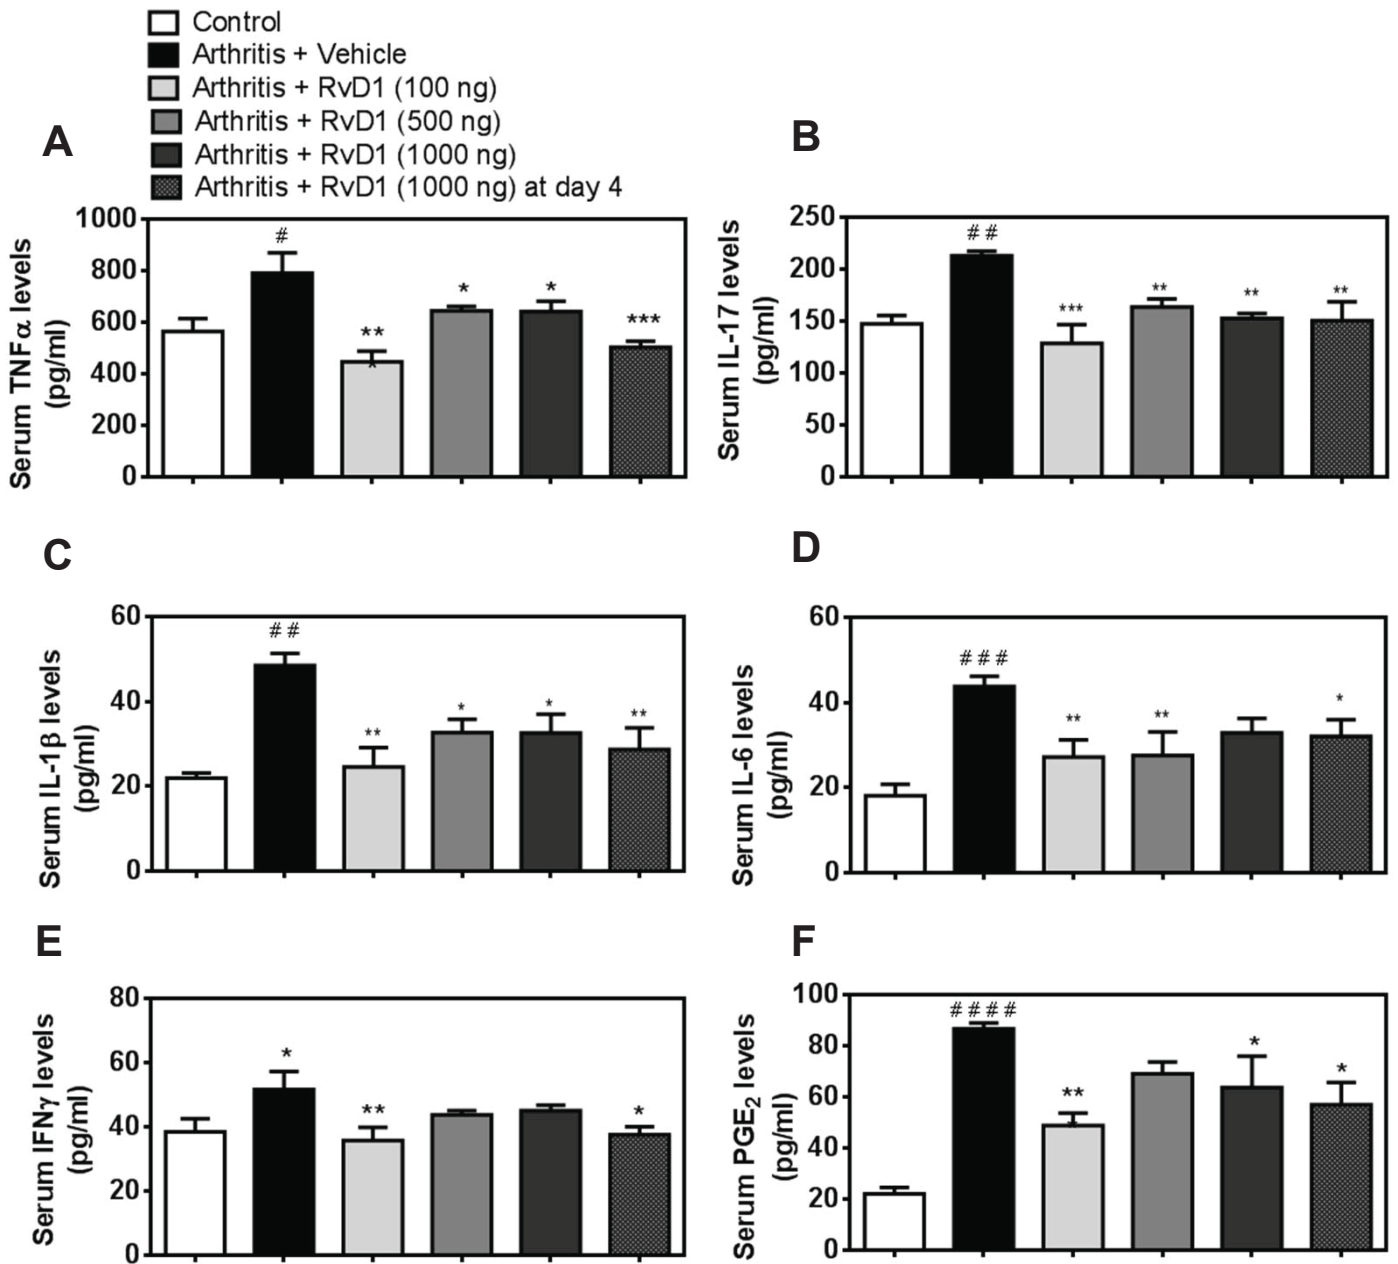 Control
Arthritis + Vehicle
Arthritis + RvD1 (100 ng)
Arthritis + RvD1 (500 ng)
Arthritis + RvD1 (1000 ng)
Arthritis + RvD1 (1000 ng) at day 4
A
Serum TNFα levels
(pg/ml)
1000
800
600
400
200
0
#
**
*
*
*
***
B
Serum IL-17 levels
(pg/ml)
250
200
150
100
50
0
# #
***
**
**
**
C
Serum IL-1β levels
(pg/ml)
60
40
20
0
# #
**
*
*
**
D
Serum IL-6 levels
(pg/ml)
60
40
20
0
# # #
**
**
*
E
Serum IFNγ levels
(pg/ml)
80
60
40
20
0
*
**
*
F
Serum PGE2 levels
(pg/ml)
100
80
60
40
20
0
# # # #
**
*
*
*